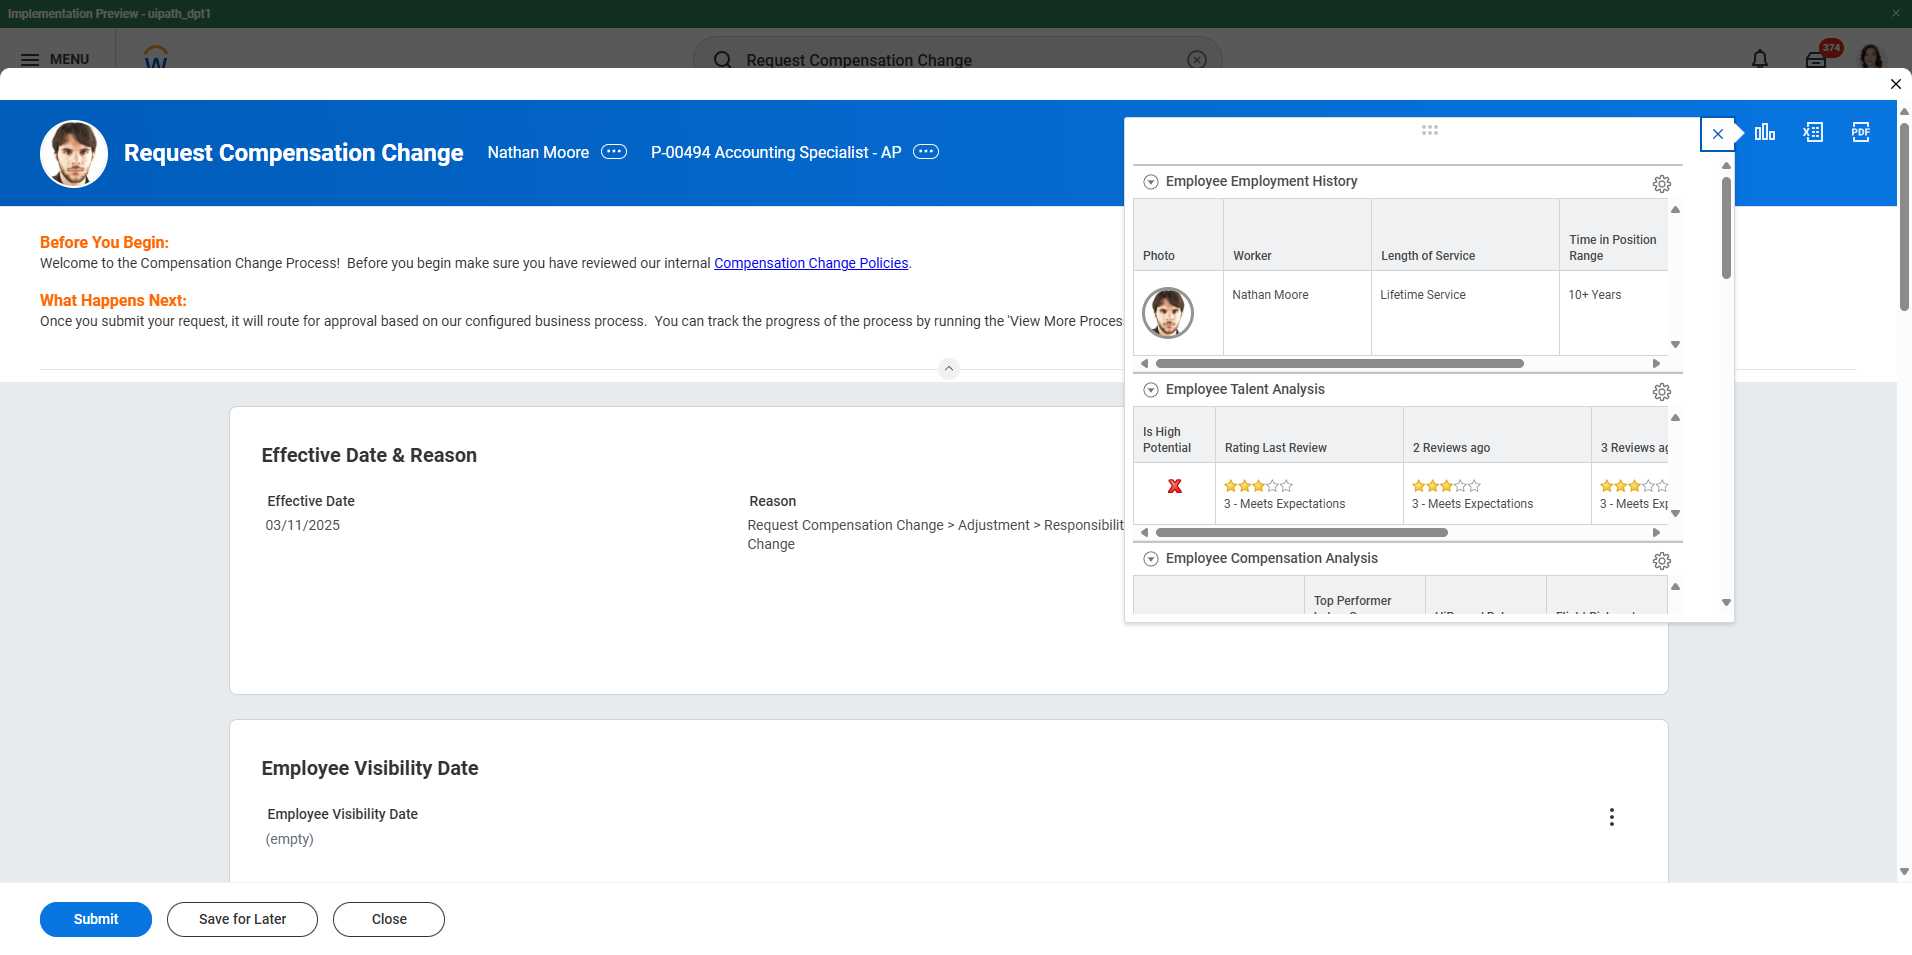 Implementation Preview - uipath_dpt1
MENU
Request Compensation Change
374
Request Compensation Change
Nathan Moore
P-00494 Accounting Specialist - AP
PDF
Before You Begin:
Welcome to the Compensation Change Process!  Before you begin make sure you have reviewed our internal Compensation Change Policies.
What Happens Next:
Once you submit your request, it will route for approval based on our configured business process.  You can track the progress of the process by running the 'View More Proces
Employee Employment History
Photo
Worker
Length of Service
Time in Position Range
Nathan Moore
Lifetime Service
10+ Years
Employee Talent Analysis
Is High Potential
Rating Last Review
2 Reviews ago
3 Reviews ag
3 - Meets Expectations
3 - Meets Expectations
3 - Meets Exp
Employee Compensation Analysis
Top Performer
Effective Date & Reason
Effective Date
03/11/2025
Reason
Request Compensation Change > Adjustment > Responsibilit
Change
Employee Visibility Date
Employee Visibility Date
(empty)
Submit
Save for Later
Close